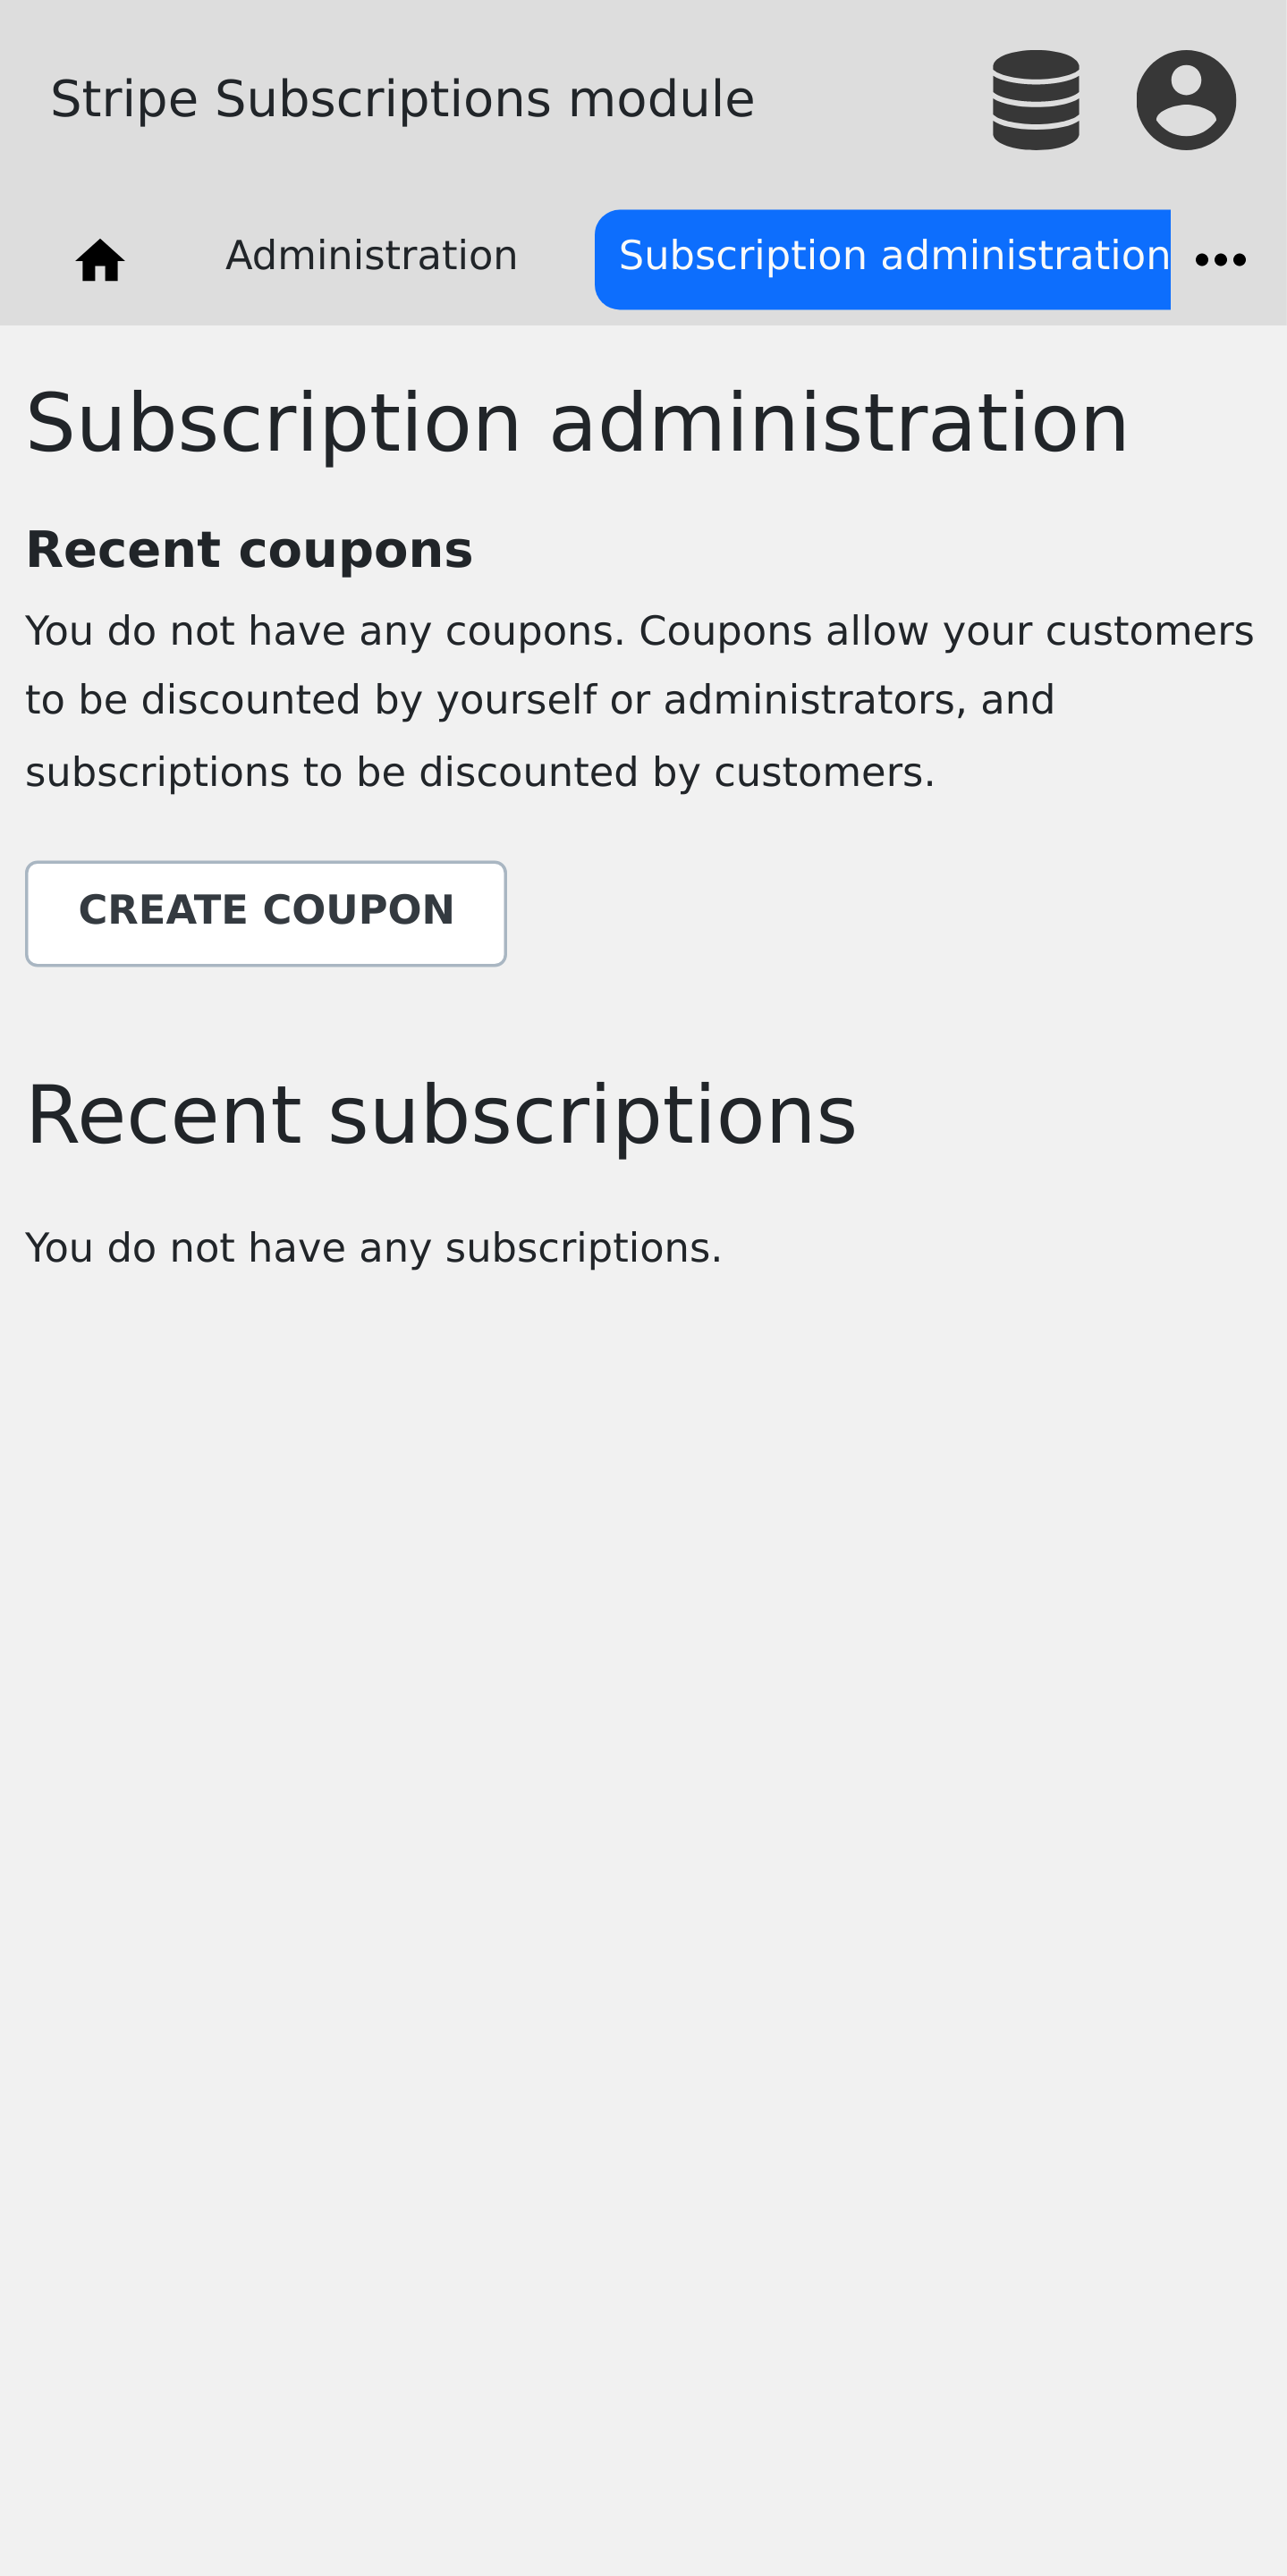 Stripe Subscriptions module
Administration
Subscription administration
Subscription administration
Recent coupons
You do not have any coupons. Coupons allow your customers
to be discounted by yourself or administrators, and
subscriptions to be discounted by customers.
CREATE COUPON
Recent subscriptions
You do not have any subscriptions.